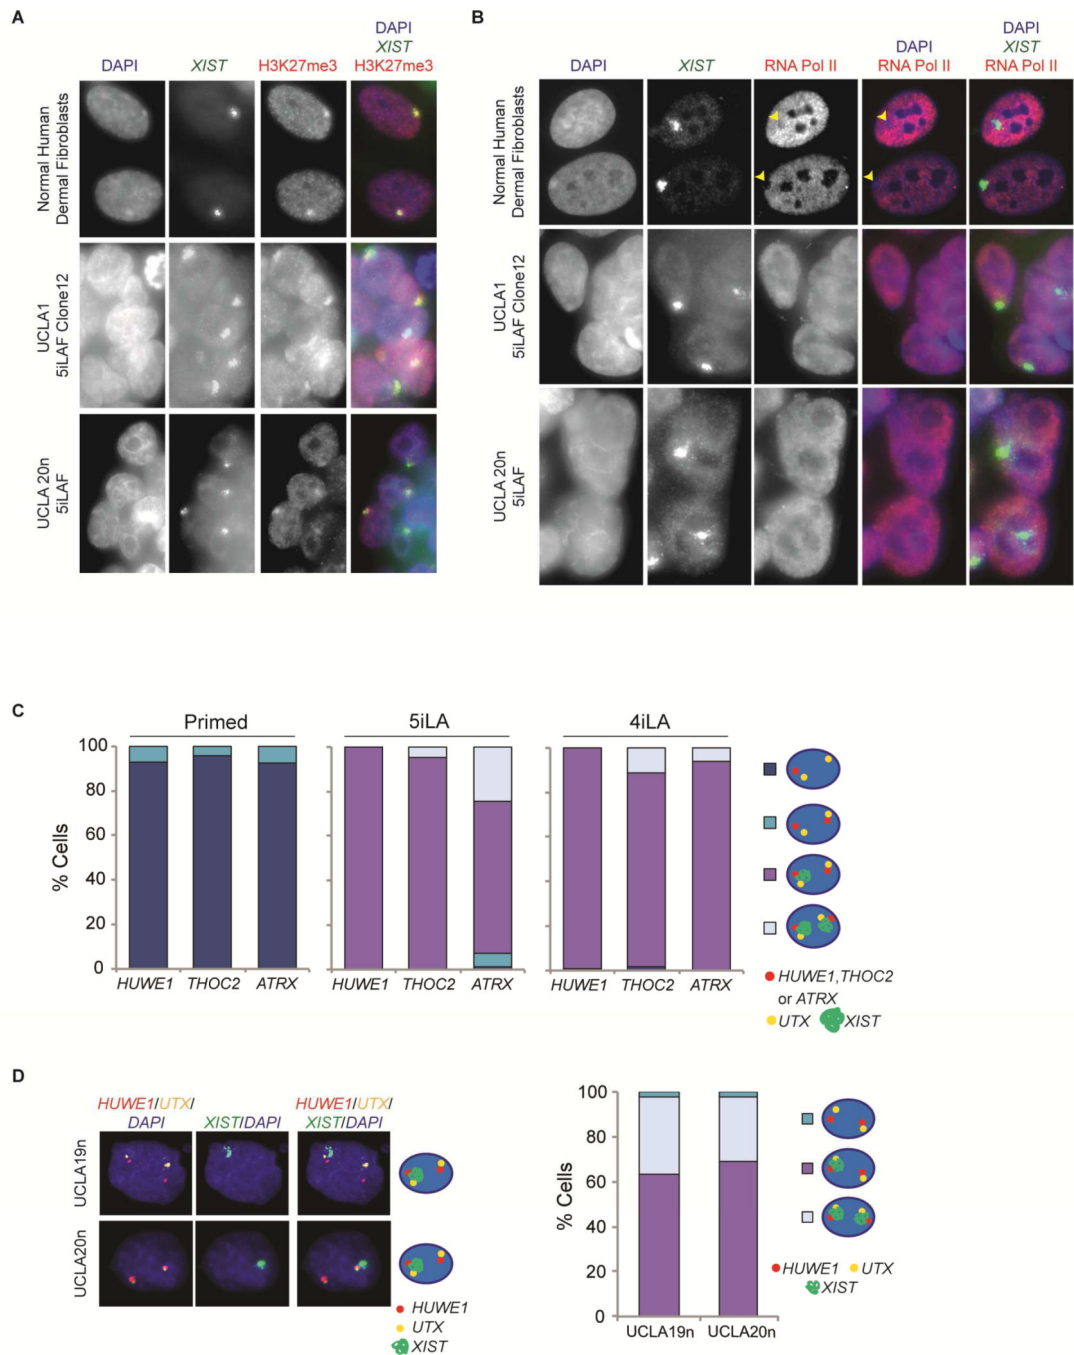 A
DAPI
XIST
H3K27me3
DAPI
XIST
H3K27me3
Normal Human
Dermal Fibroblasts
UCLA1
5iLAF Clone12
UCLA 20n
5iLAF
B
DAPI
XIST
RNA Pol II
DAPI
RNA Pol II
DAPI
XIST
RNA Pol II
Normal Human
Dermal Fibroblasts
UCLA1
5iLAF Clone12
UCLA 20n
5iLAF
C
Primed
5iLA
4iLA
% Cells
100
80
60
40
20
0
HUWE1
THOC2
ATRX
HUWE1
THOC2
ATRX
HUWE1
THOC2
ATRX
HUWE1,THOC2
or ATRX
UTX
XIST
D
HUWE1/UTX/
DAPI
XIST/DAPI
HUWE1/UTX/
XIST/DAPI
UCLA19n
UCLA20n
HUWE1
UTX
XIST
% Cells
100
80
60
40
20
0
UCLA19n
UCLA20n
HUWE1
UTX
XIST